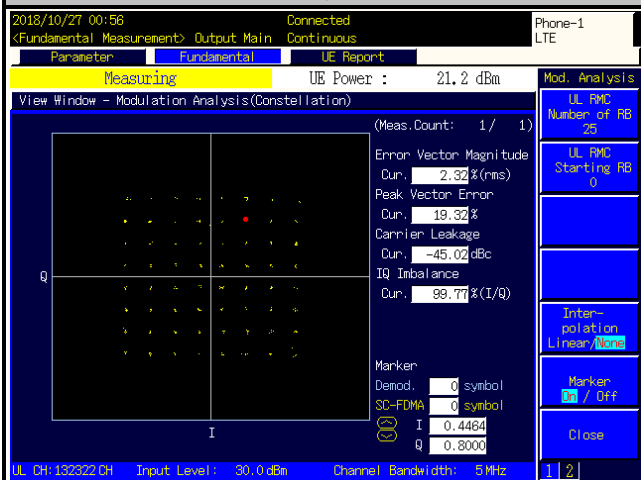 2018/10/27 00:56 Connected Phone-1
<Fundamental Measurement> Output Main Continuous LTE
Parameter Fundamental UE Report
Measuring UE Power : 21.2 dBm Mod. Analysis
View Window - Modulation Analysis(Constellation)
(Meas.Count: 1/ 1)
Error Vector Magnitude
Cur. 2.32 %(rms)
Peak Vector Error
Cur. 19.32 %
Carrier Leakage
Cur. -45.02 dBc
IQ Imbalance
Cur. 99.77 %(I/Q)
Marker
Demod. 0 symbol
SC-FDMA 0 symbol
I 0.4464
Q 0.8000
Q
I
UL RMC
Number of RB
25
UL RMC
Starting RB
0
Inter-
polation
Linear/None
Marker
On / Off
Close
UL CH:132322 CH Input Level: 30.0 dBm Channel Bandwidth: 5 MHz 1 2